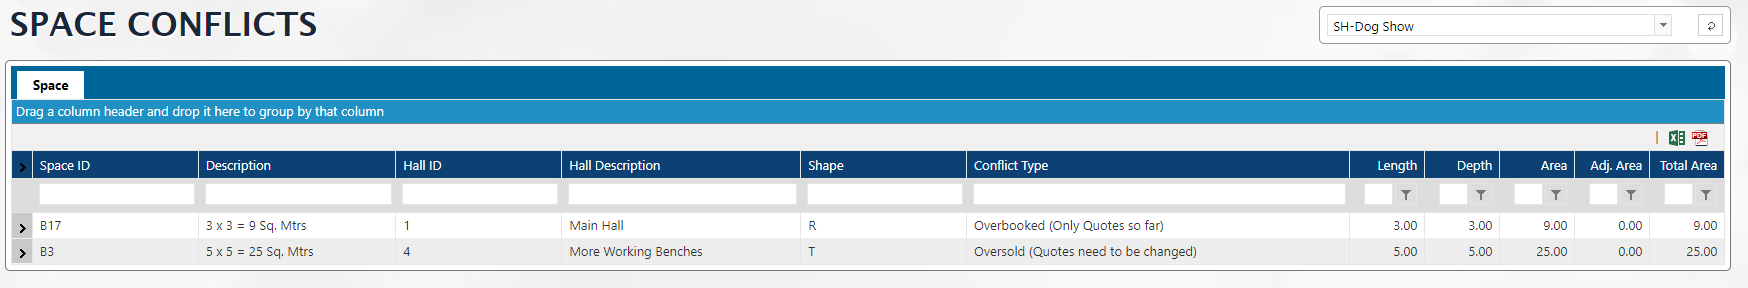 SPACE CONFLICTS
SH-Dog Show
Space
Drag a column header and drop it here to group by that column
PDF
Space ID Description Hall ID Hall Description Shape Conflict Type Length Depth Area Adj. Area Total Area
B17 3 x 3 = 9 Sq. Mtrs 1 Main Hall R Overbooked (Only Quotes so far) 3.00 3.00 9.00 0.00 9.00
B3 5 x 5 = 25 Sq. Mtrs 4 More Working Benches T Oversold (Quotes need to be changed) 5.00 5.00 25.00 0.00 25.00